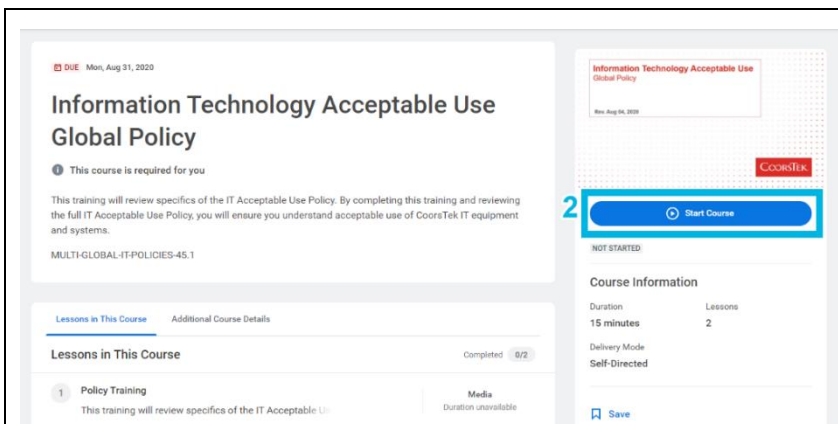 DUE Mon, Aug 31, 2020
Information Technology Acceptable Use
Global Policy
This course is required for you
This training will review specifics of the IT Acceptable Use Policy. By completing this training and reviewing
the full IT Acceptable Use Policy, you will ensure you understand acceptable use of CoorsTek IT equipment
and systems.
MULTI-GLOBAL-IT-POLICIES-45.1
Lessons in This Course Additional Course Details
Lessons in This Course Completed 0/2
1 Policy Training Media
This training will review specifics of the IT Acceptable Duration unavailable
Information Technology Acceptable Use
Global Policy
Rev. Aug 04, 2020
COORSTEK
2 Start Course
NOT STARTED
Course Information
Duration Lessons
15 minutes 2
Delivery Mode
Self-Directed
Save